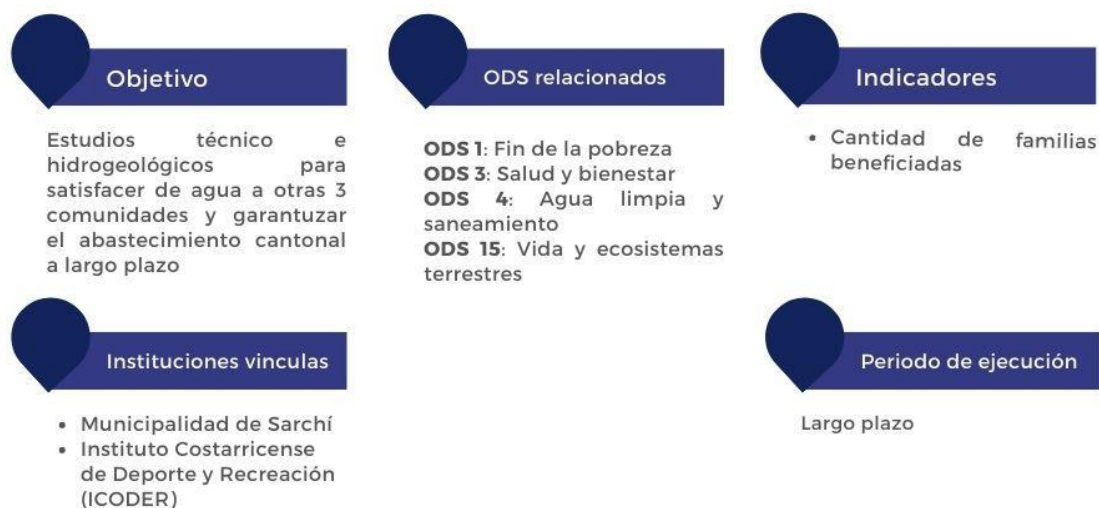 Objetivo
Estudios técnico e
hidrogeológicos para
satisfacer de agua a otras 3
comunidades y garantuzar
el abastecimiento cantonal
a largo plazo
ODS relacionados
ODS 1: Fin de la pobreza
ODS 3: Salud y bienestar
ODS 4: Agua limpia y
saneamiento
ODS 15: Vida y ecosistemas
terrestres
Indicadores
• Cantidad de familias
beneficiadas
Instituciones vinculas
• Municipalidad de Sarchí
• Instituto Costarricense
de Deporte y Recreación
(ICODER)
Periodo de ejecución
Largo plazo